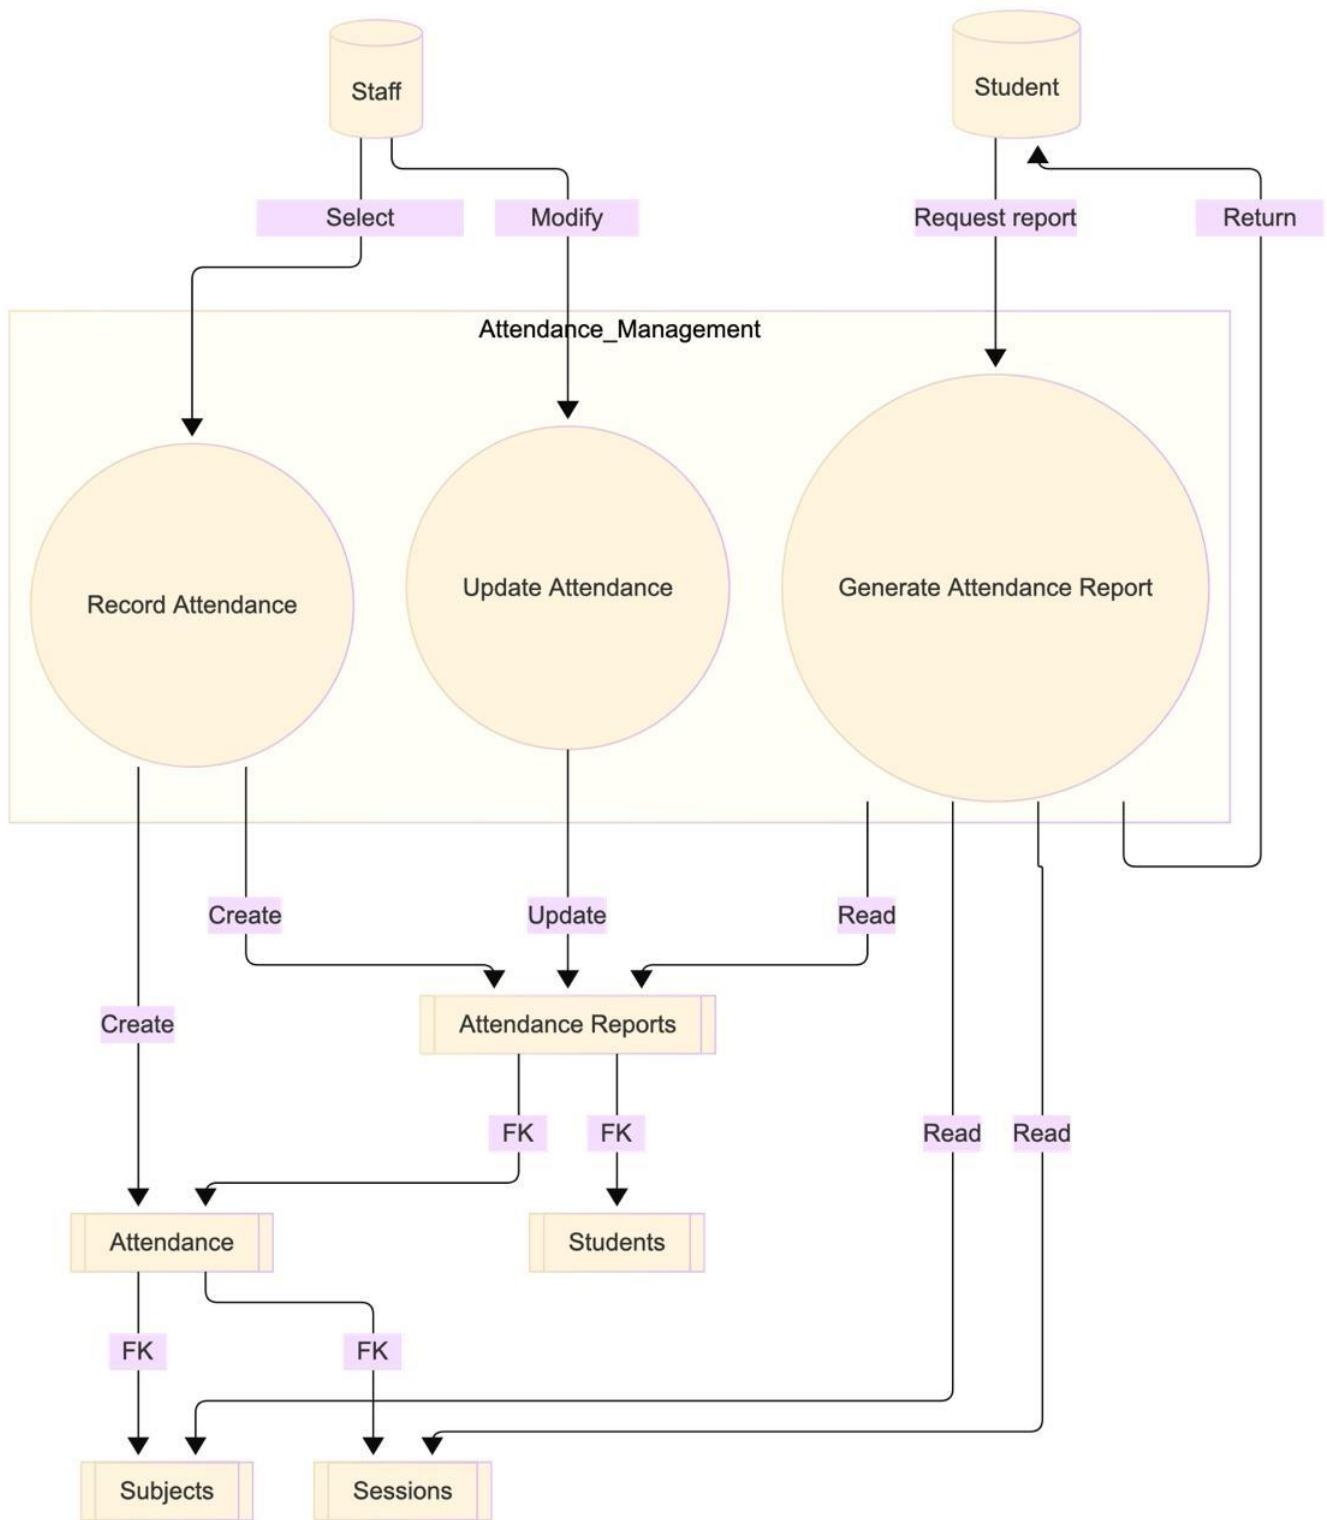 Staff
Student
Select
Modify
Request report
Return
Attendance_Management
Record Attendance
Update Attendance
Generate Attendance Report
Create
Update
Read
Create
Attendance Reports
FK
FK
Read
Read
Attendance
Students
FK
FK
Subjects
Sessions